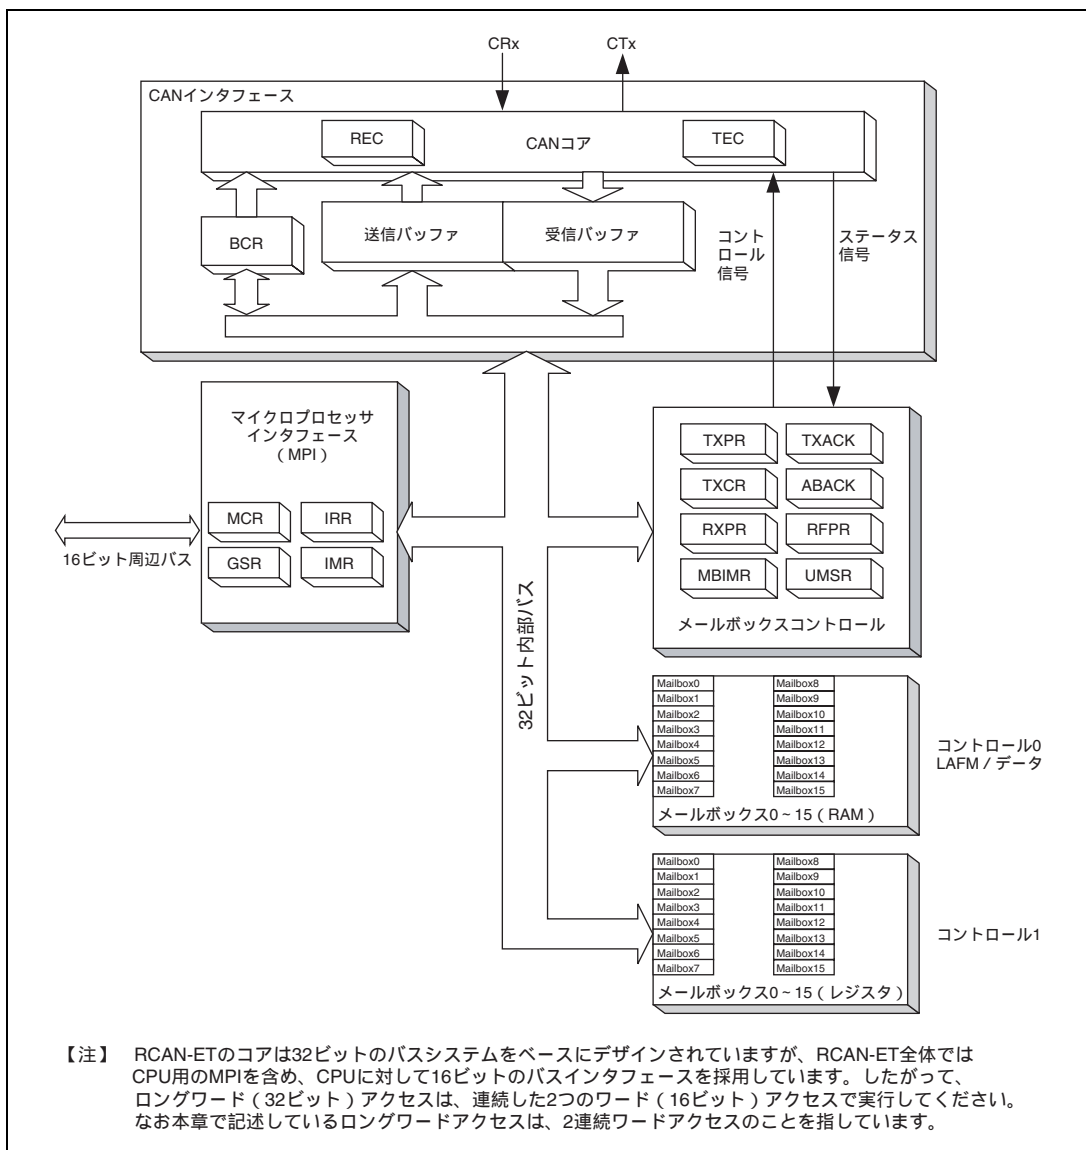 CRx
CTx
CANインタフェース
REC
CANコア
TEC
BCR
送信バッファ
受信バッファ
コント
ロール
信号
ステータス
信号
マイクロプロセッサ
インタフェース
(MPI)
MCR
IRR
GSR
IMR
16ビット周辺バス
32ビット内部バス
TXPR
TXACK
TXCR
ABACK
RXPR
RFPR
MBIMR
UMSR
メールボックスコントロール
Mailbox0
Mailbox1
Mailbox2
Mailbox3
Mailbox4
Mailbox5
Mailbox6
Mailbox7
Mailbox8
Mailbox9
Mailbox10
Mailbox11
Mailbox12
Mailbox13
Mailbox14
Mailbox15
メールボックス0~15(RAM)
コントロール0
LAFM / データ
Mailbox0
Mailbox1
Mailbox2
Mailbox3
Mailbox4
Mailbox5
Mailbox6
Mailbox7
Mailbox8
Mailbox9
Mailbox10
Mailbox11
Mailbox12
Mailbox13
Mailbox14
Mailbox15
メールボックス0~15(レジスタ)
コントロール1
【注】 RCAN-ETのコアは32ビットのバスシステムをベースにデザインされていますが、RCAN-ET全体では
CPU用のMPIを含め、CPUに対して16ビットのバスインタフェースを採用しています。したがって、
ロングワード(32ビット)アクセスは、連続した2つのワード(16ビット)アクセスで実行してください。
なお本章で記述しているロングワードアクセスは、2連続ワードアクセスのことを指しています。